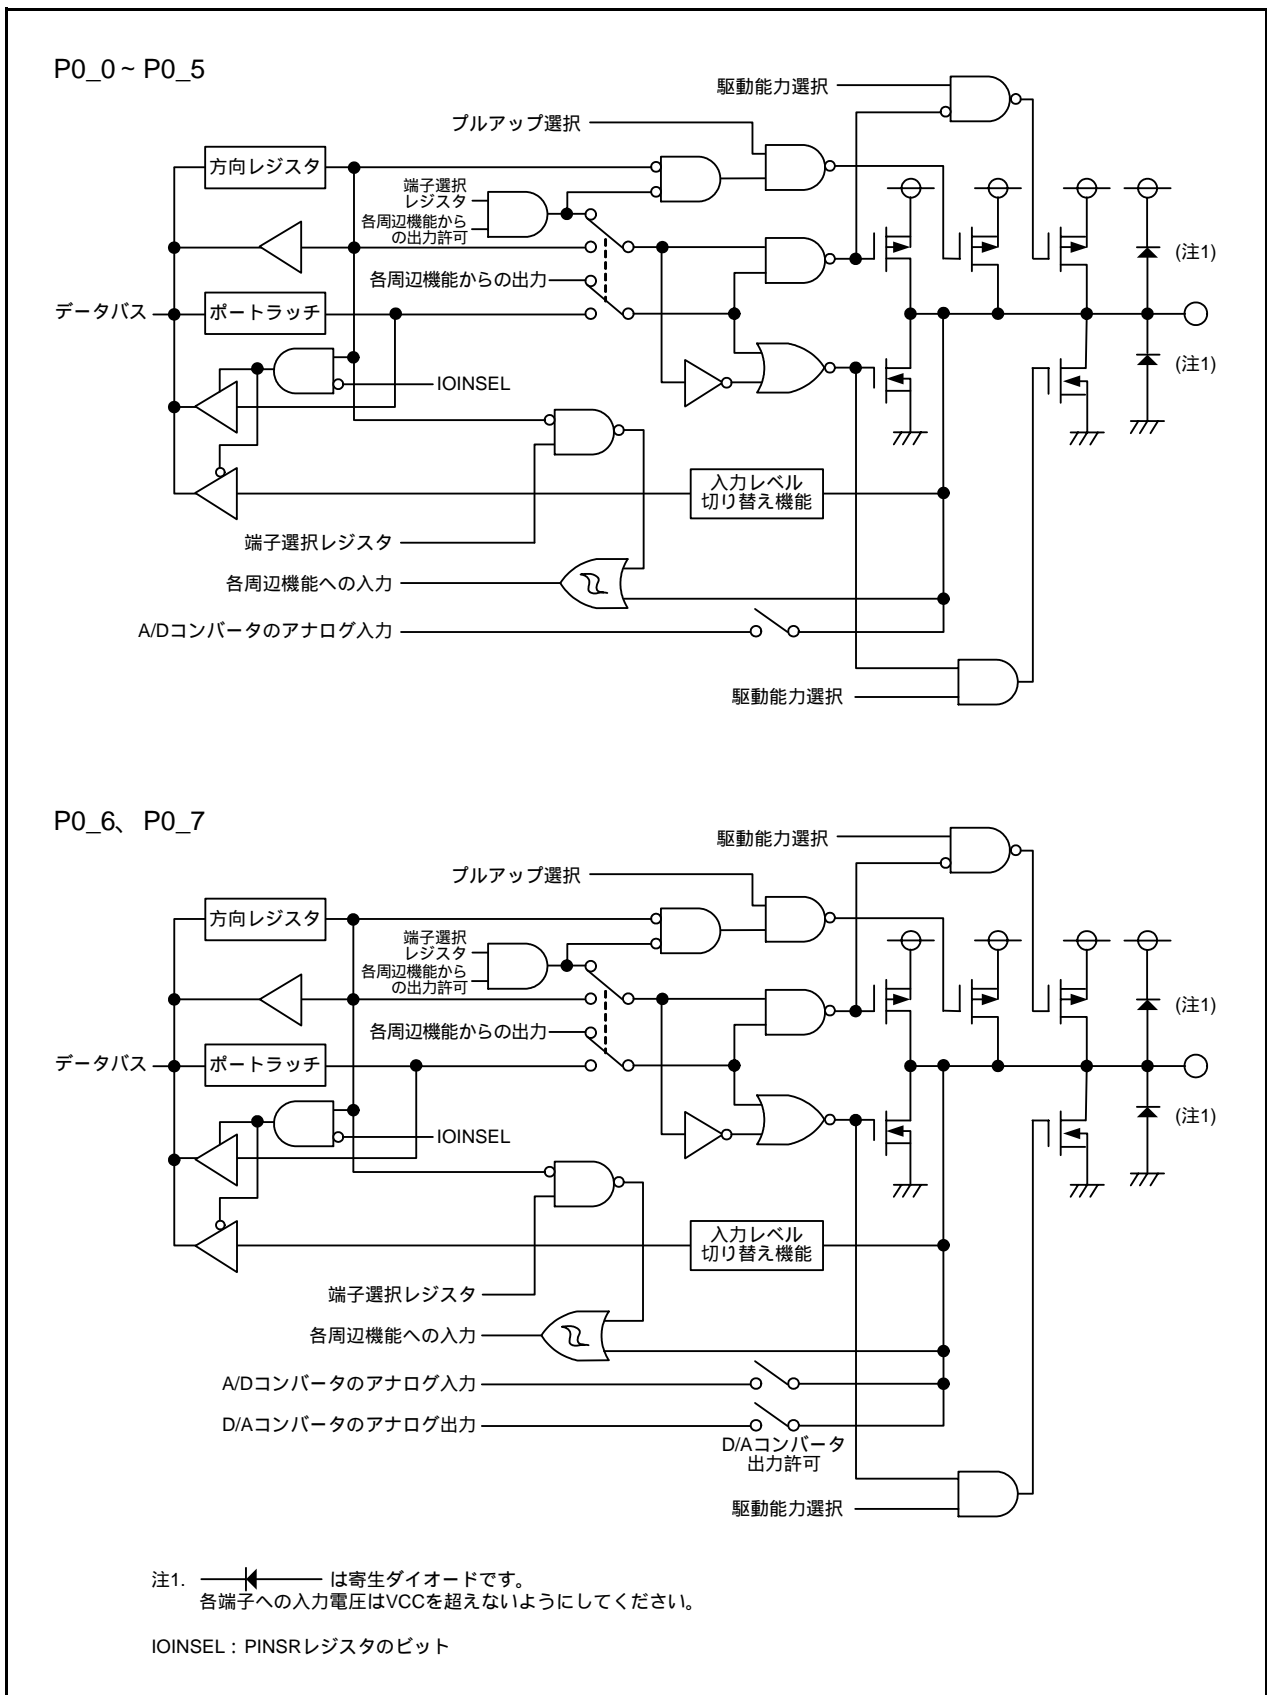 P0_0～P0_5
駆動能力選択
プルアップ選択
方向レジスタ
端子選択
レジスタ
各周辺機能から
の出力許可
(注1)
各周辺機能からの出力
データバス
ポートラッチ
(注1)
IOINSEL
入力レベル
切り替え機能
端子選択レジスタ
各周辺機能への入力
A/Dコンバータのアナログ入力
駆動能力選択
P0_6、P0_7
駆動能力選択
プルアップ選択
方向レジスタ
端子選択
レジスタ
各周辺機能から
の出力許可
(注1)
各周辺機能からの出力
データバス
ポートラッチ
(注1)
IOINSEL
入力レベル
切り替え機能
端子選択レジスタ
各周辺機能への入力
A/Dコンバータのアナログ入力
D/Aコンバータのアナログ出力
D/Aコンバータ
出力許可
駆動能力選択
注1. は寄生ダイオードです。
各端子への入力電圧はVCCを超えないようにしてください。
IOINSEL：PINSRレジスタのビット